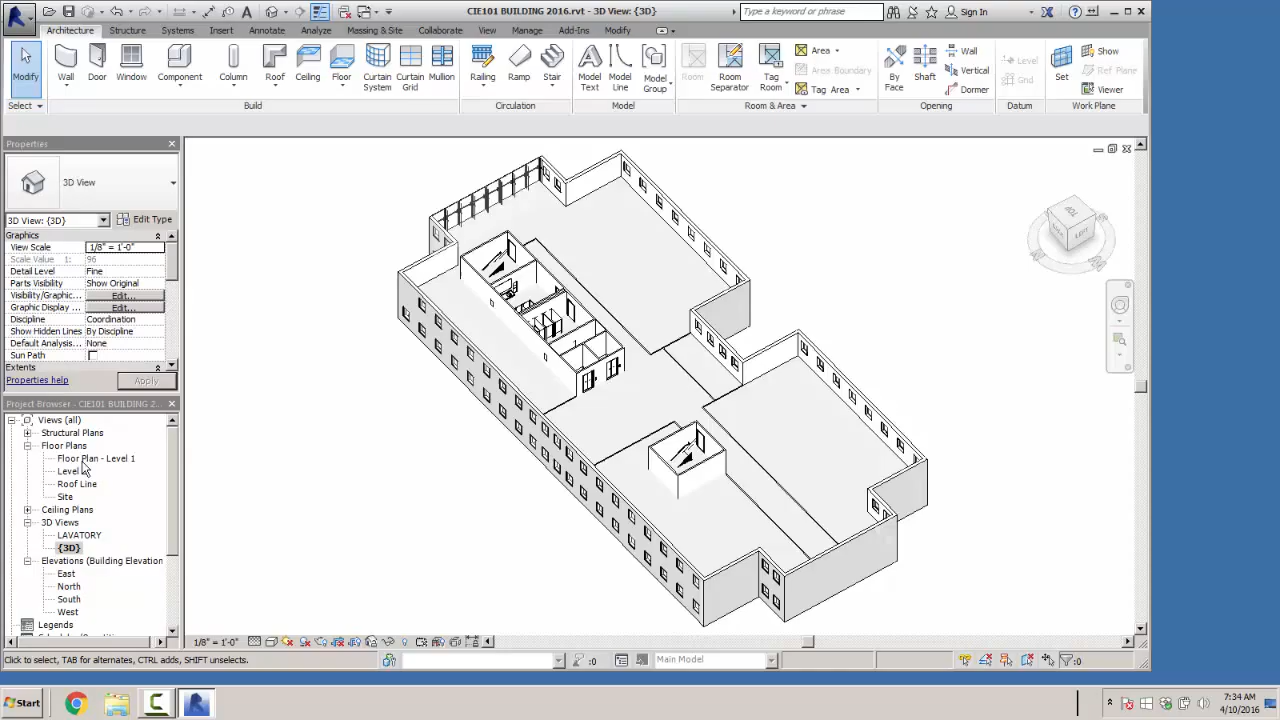 CIE101 BUILDING 2016.rvt - 3D View: {3D}
Type a keyword or phrase
Sign In
Architecture Structure Systems Insert Annotate Analyze Massing & Site Collaborate View Manage Add-Ins Modify
Modify
Wall
Door
Window
Component
Column
Roof
Ceiling
Floor
Curtain System
Curtain Grid
Mullion
Railing
Ramp
Stair
Model Text
Model Line
Model Group
Room
Room Separator
Tag Room
Area
Area Boundary
Tag Area
By Face
Shaft
Wall
Vertical
Dormer
Level
Grid
Set
Show
Ref Plane
Viewer
Select Build Circulation Model Room & Area Opening Datum Work Plane
Properties
3D View
3D View: {3D} Edit Type
Graphics
View Scale 1/8" = 1'-0"
Scale Value 1: 96
Detail Level Fine
Parts Visibility Show Original
Visibility/Graphic... Edit...
Graphic Display ... Edit...
Discipline Coordination
Show Hidden Lines By Discipline
Default Analysis... None
Sun Path
Extents
Properties help Apply
Project Browser - CIE101 BUILDING 2...
Views (all)
Structural Plans
Floor Plans
Floor Plan - Level 1
Level
Roof Line
Site
Ceiling Plans
3D Views
LAVATORY
{3D}
Elevations (Building Elevation
East
North
South
West
Legends
TOP
LEFT
1/8" = 1'-0"
Click to select, TAB for alternates, CTRL adds, SHIFT unselects.
:0
Main Model
:0
Start
7:34 AM
4/10/2016